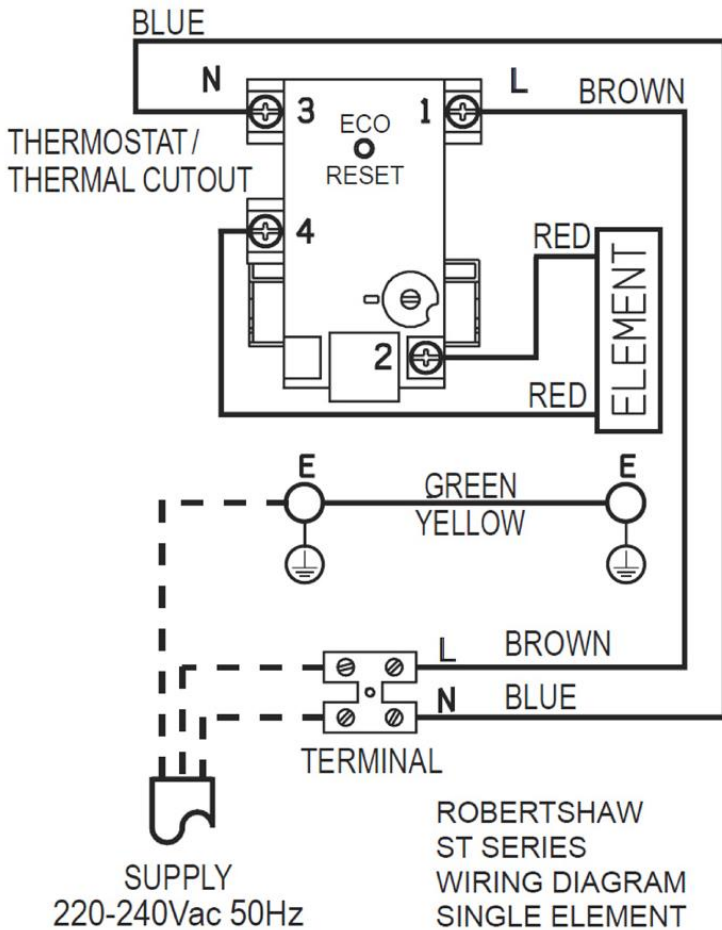 BLUE
N
L
BROWN
3
ECO
1
RESET
THERMOSTAT /
THERMAL CUTOUT
4
RED
ELEMENT
2
RED
E
E
GREEN
YELLOW
L
BROWN
N
BLUE
TERMINAL
SUPPLY
220-240Vac 50Hz
ROBERTSHAW
ST SERIES
WIRING DIAGRAM
SINGLE ELEMENT